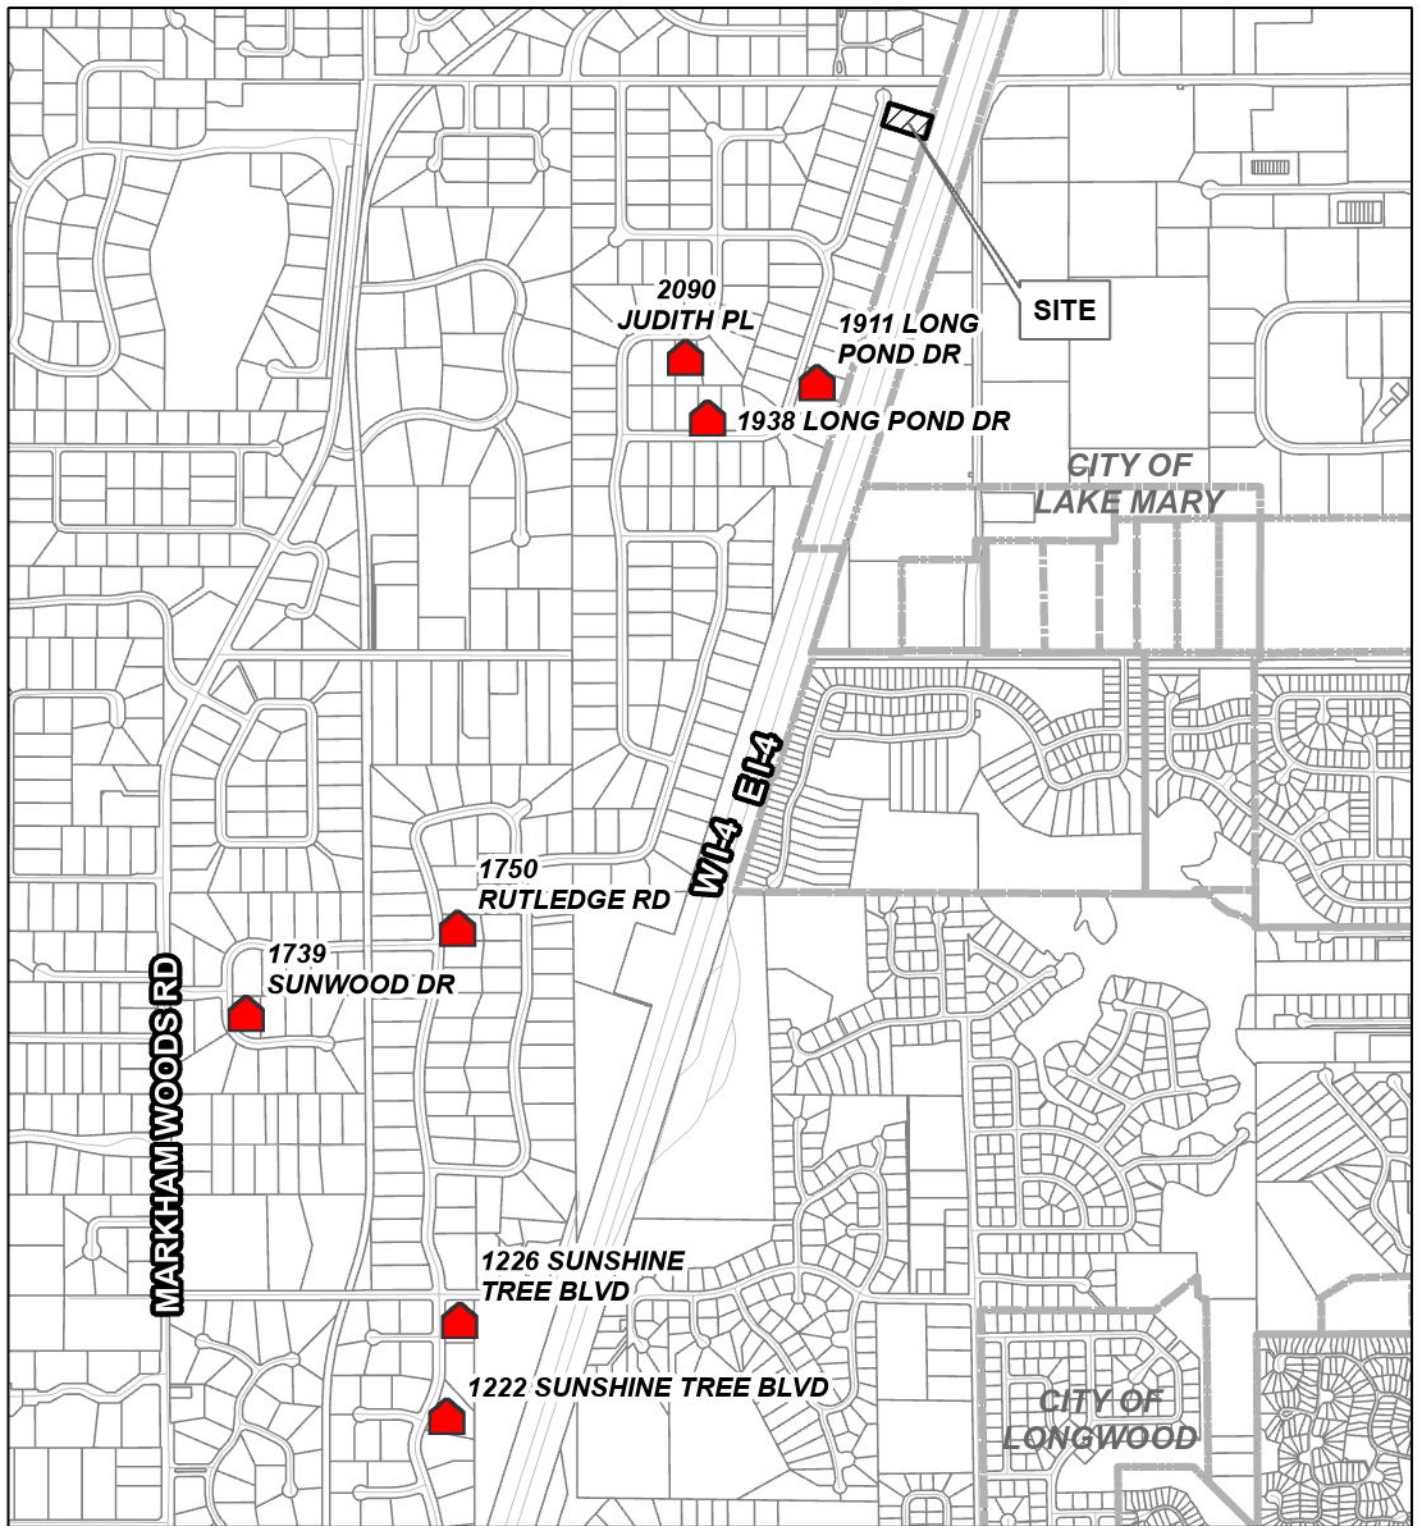 2090
JUDITH PL
1911 LONG
POND DR
SITE
1938 LONG POND DR
CITY OF
LAKE MARY
W I-4 E I-4
1750
RUTLEDGE RD
1739
SUNWOOD DR
MARKHAM WOODS RD
1226 SUNSHINE
TREE BLVD
1222 SUNSHINE TREE BLVD
CITY OF
LONGWOOD